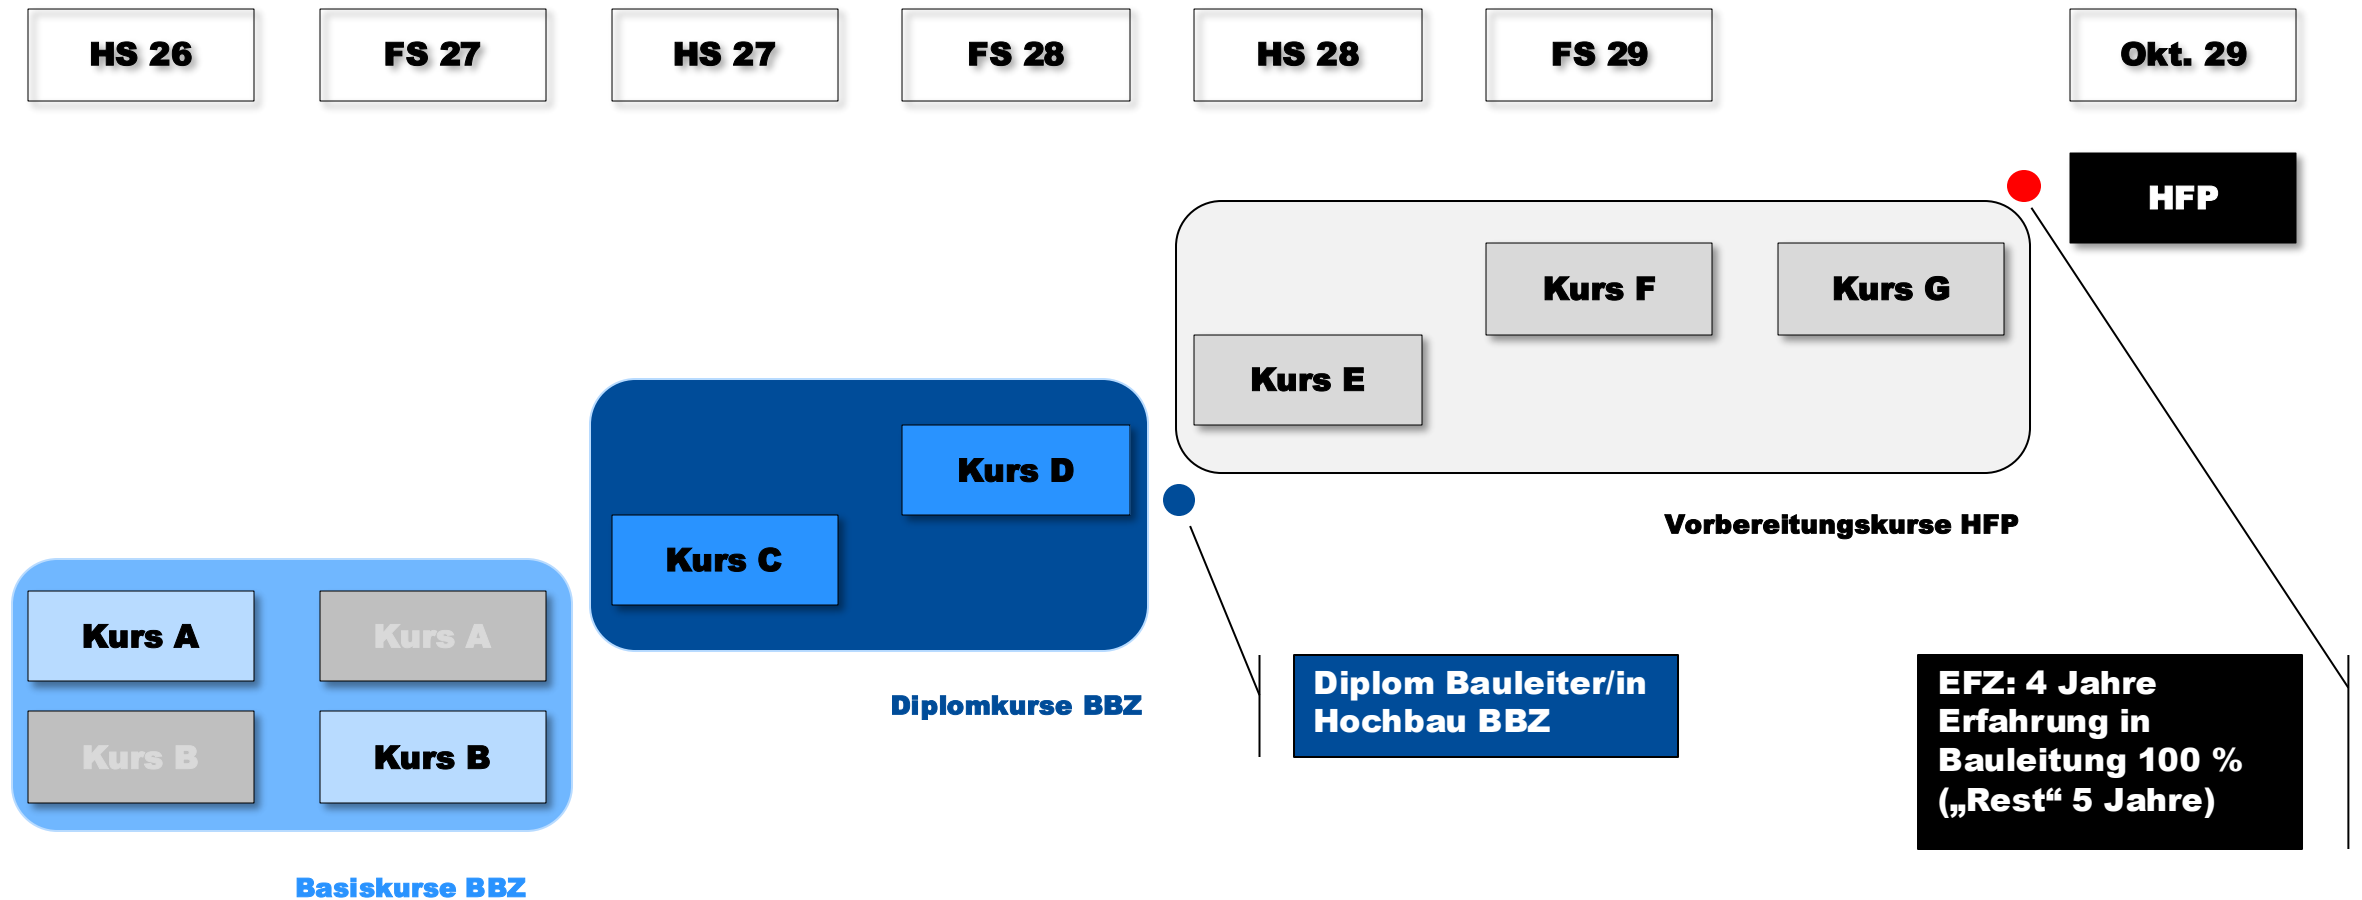 HS 26
FS 27
HS 27
FS 28
HS 28
FS 29
Okt. 29
HFP
Kurs F
Kurs G
Kurs E
Kurs D
Kurs C
Vorbereitungskurse HFP
Kurs A
Kurs A
Kurs B
Kurs B
Diplomkurse BBZ
Diplom Bauleiter/in
Hochbau BBZ
EFZ: 4 Jahre
Erfahrung in
Bauleitung 100 %
(„Rest“ 5 Jahre)
Basiskurse BBZ